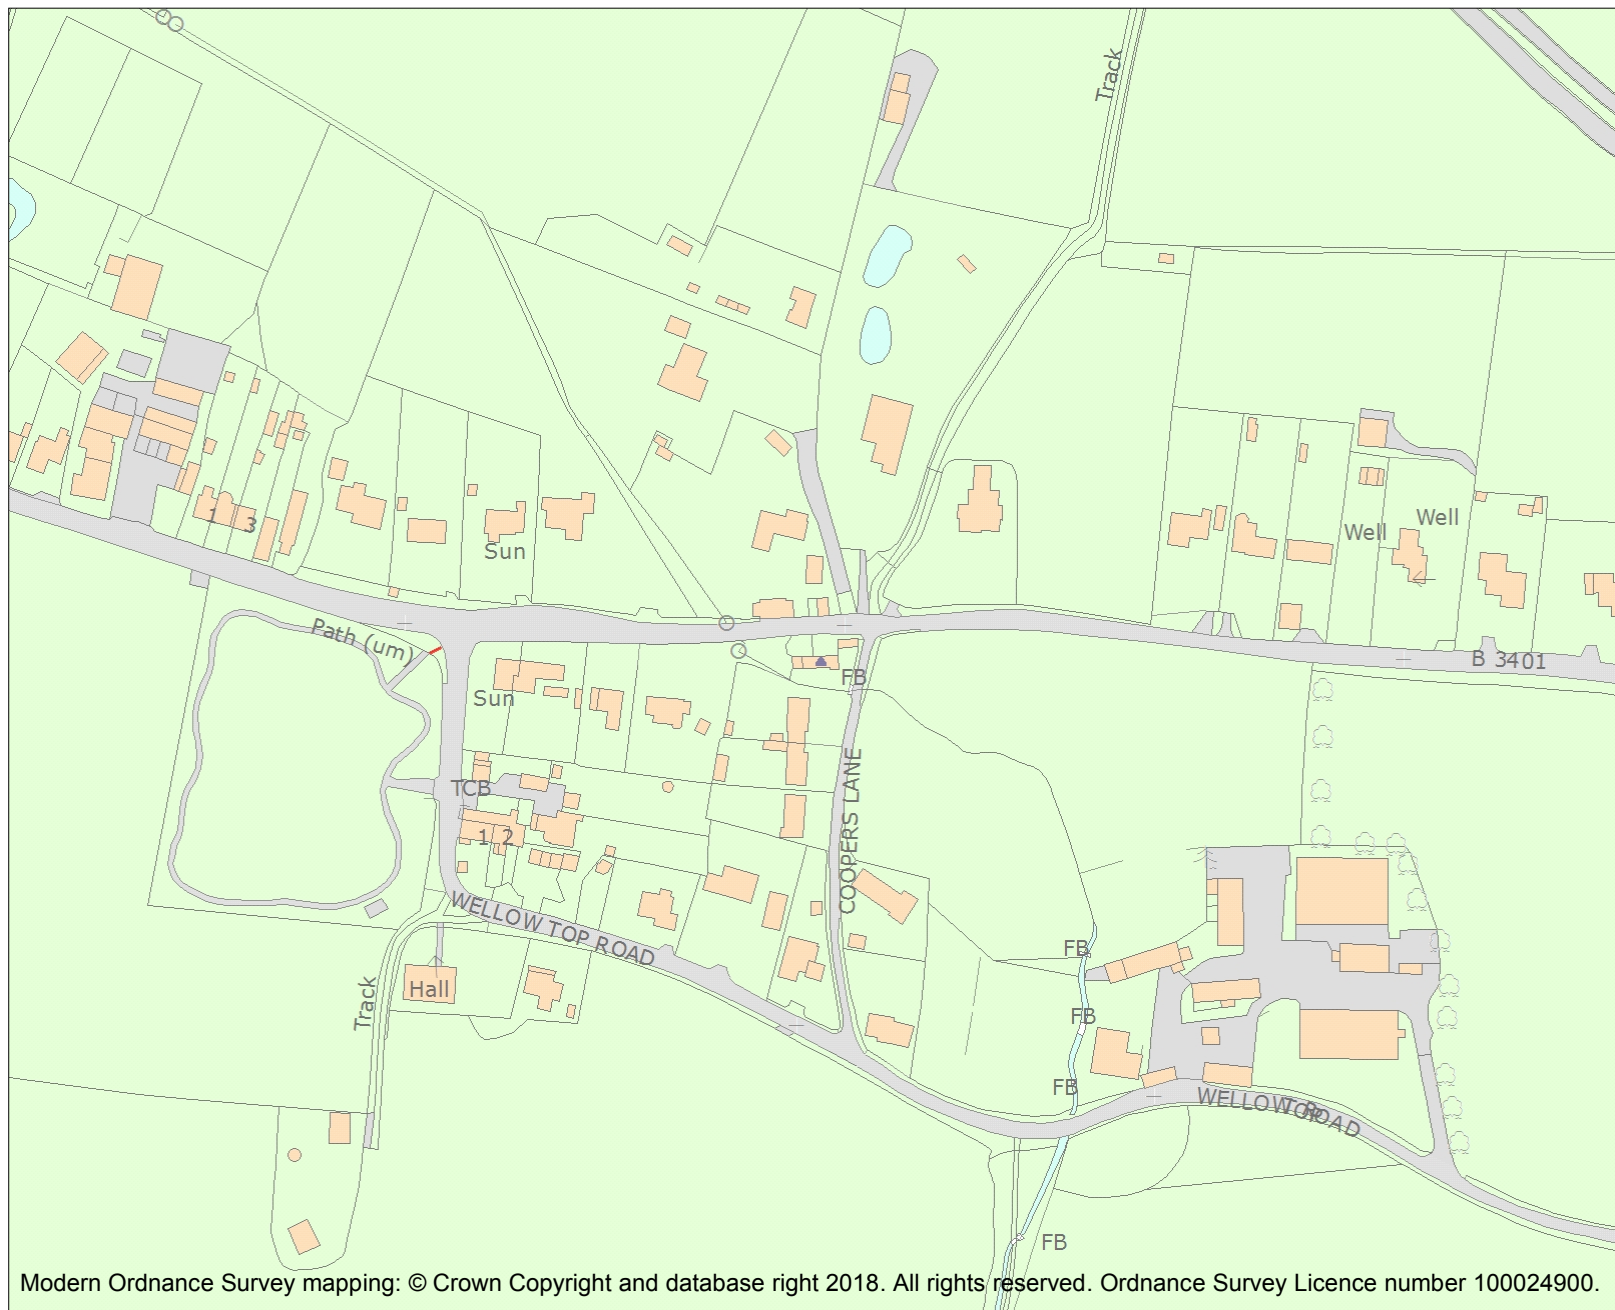 Track
1
3
Sun
Well
Well
Path (um)
B 3401
FB
Sun
TCB
1
2
COOPERS LANE
WELLOW TOP ROAD
FB
Hall
Track
FB
FB
WELLOW TOP ROAD
FB
Modern Ordnance Survey mapping: © Crown Copyright and database right 2018. All rights reserved. Ordnance Survey Licence number 100024900.